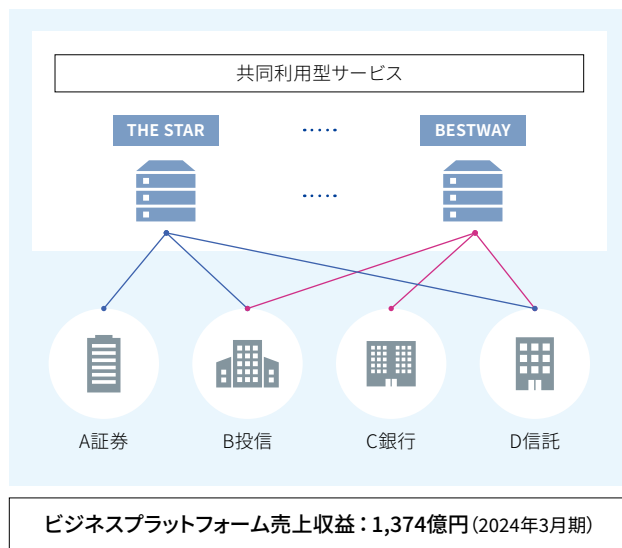 共同利用型サービス
THE STAR ····· BESTWAY
·····
A証券 B投信 C銀行 D信託
ビジネスプラットフォーム売上収益：1,374億円（2024年3月期）